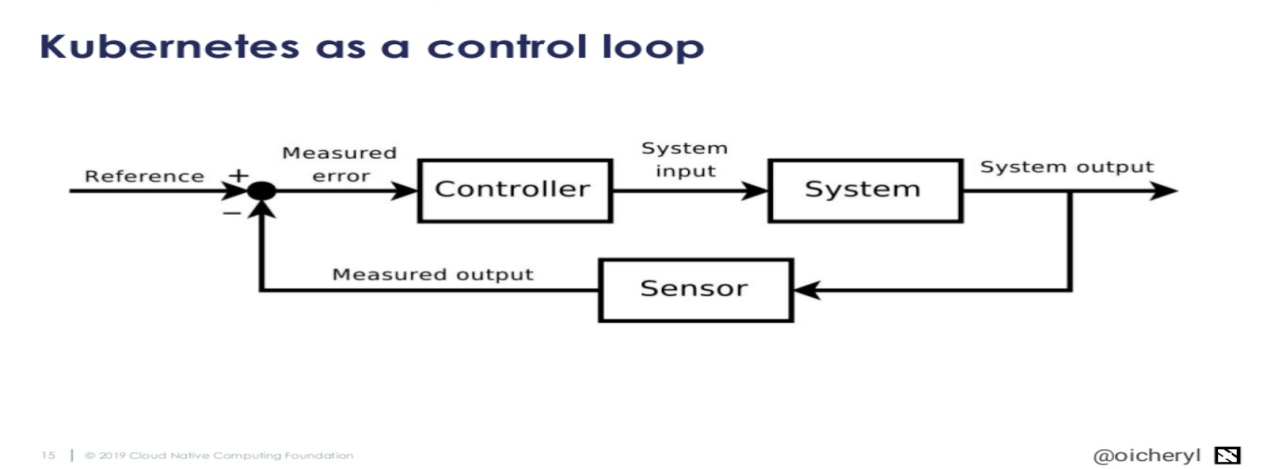 Kubernetes as a control loop
Reference
+
−
Measured
error
Controller
System
input
System
System output
Measured output
Sensor
15 | © 2019 Cloud Native Computing Foundation
@oicheryl